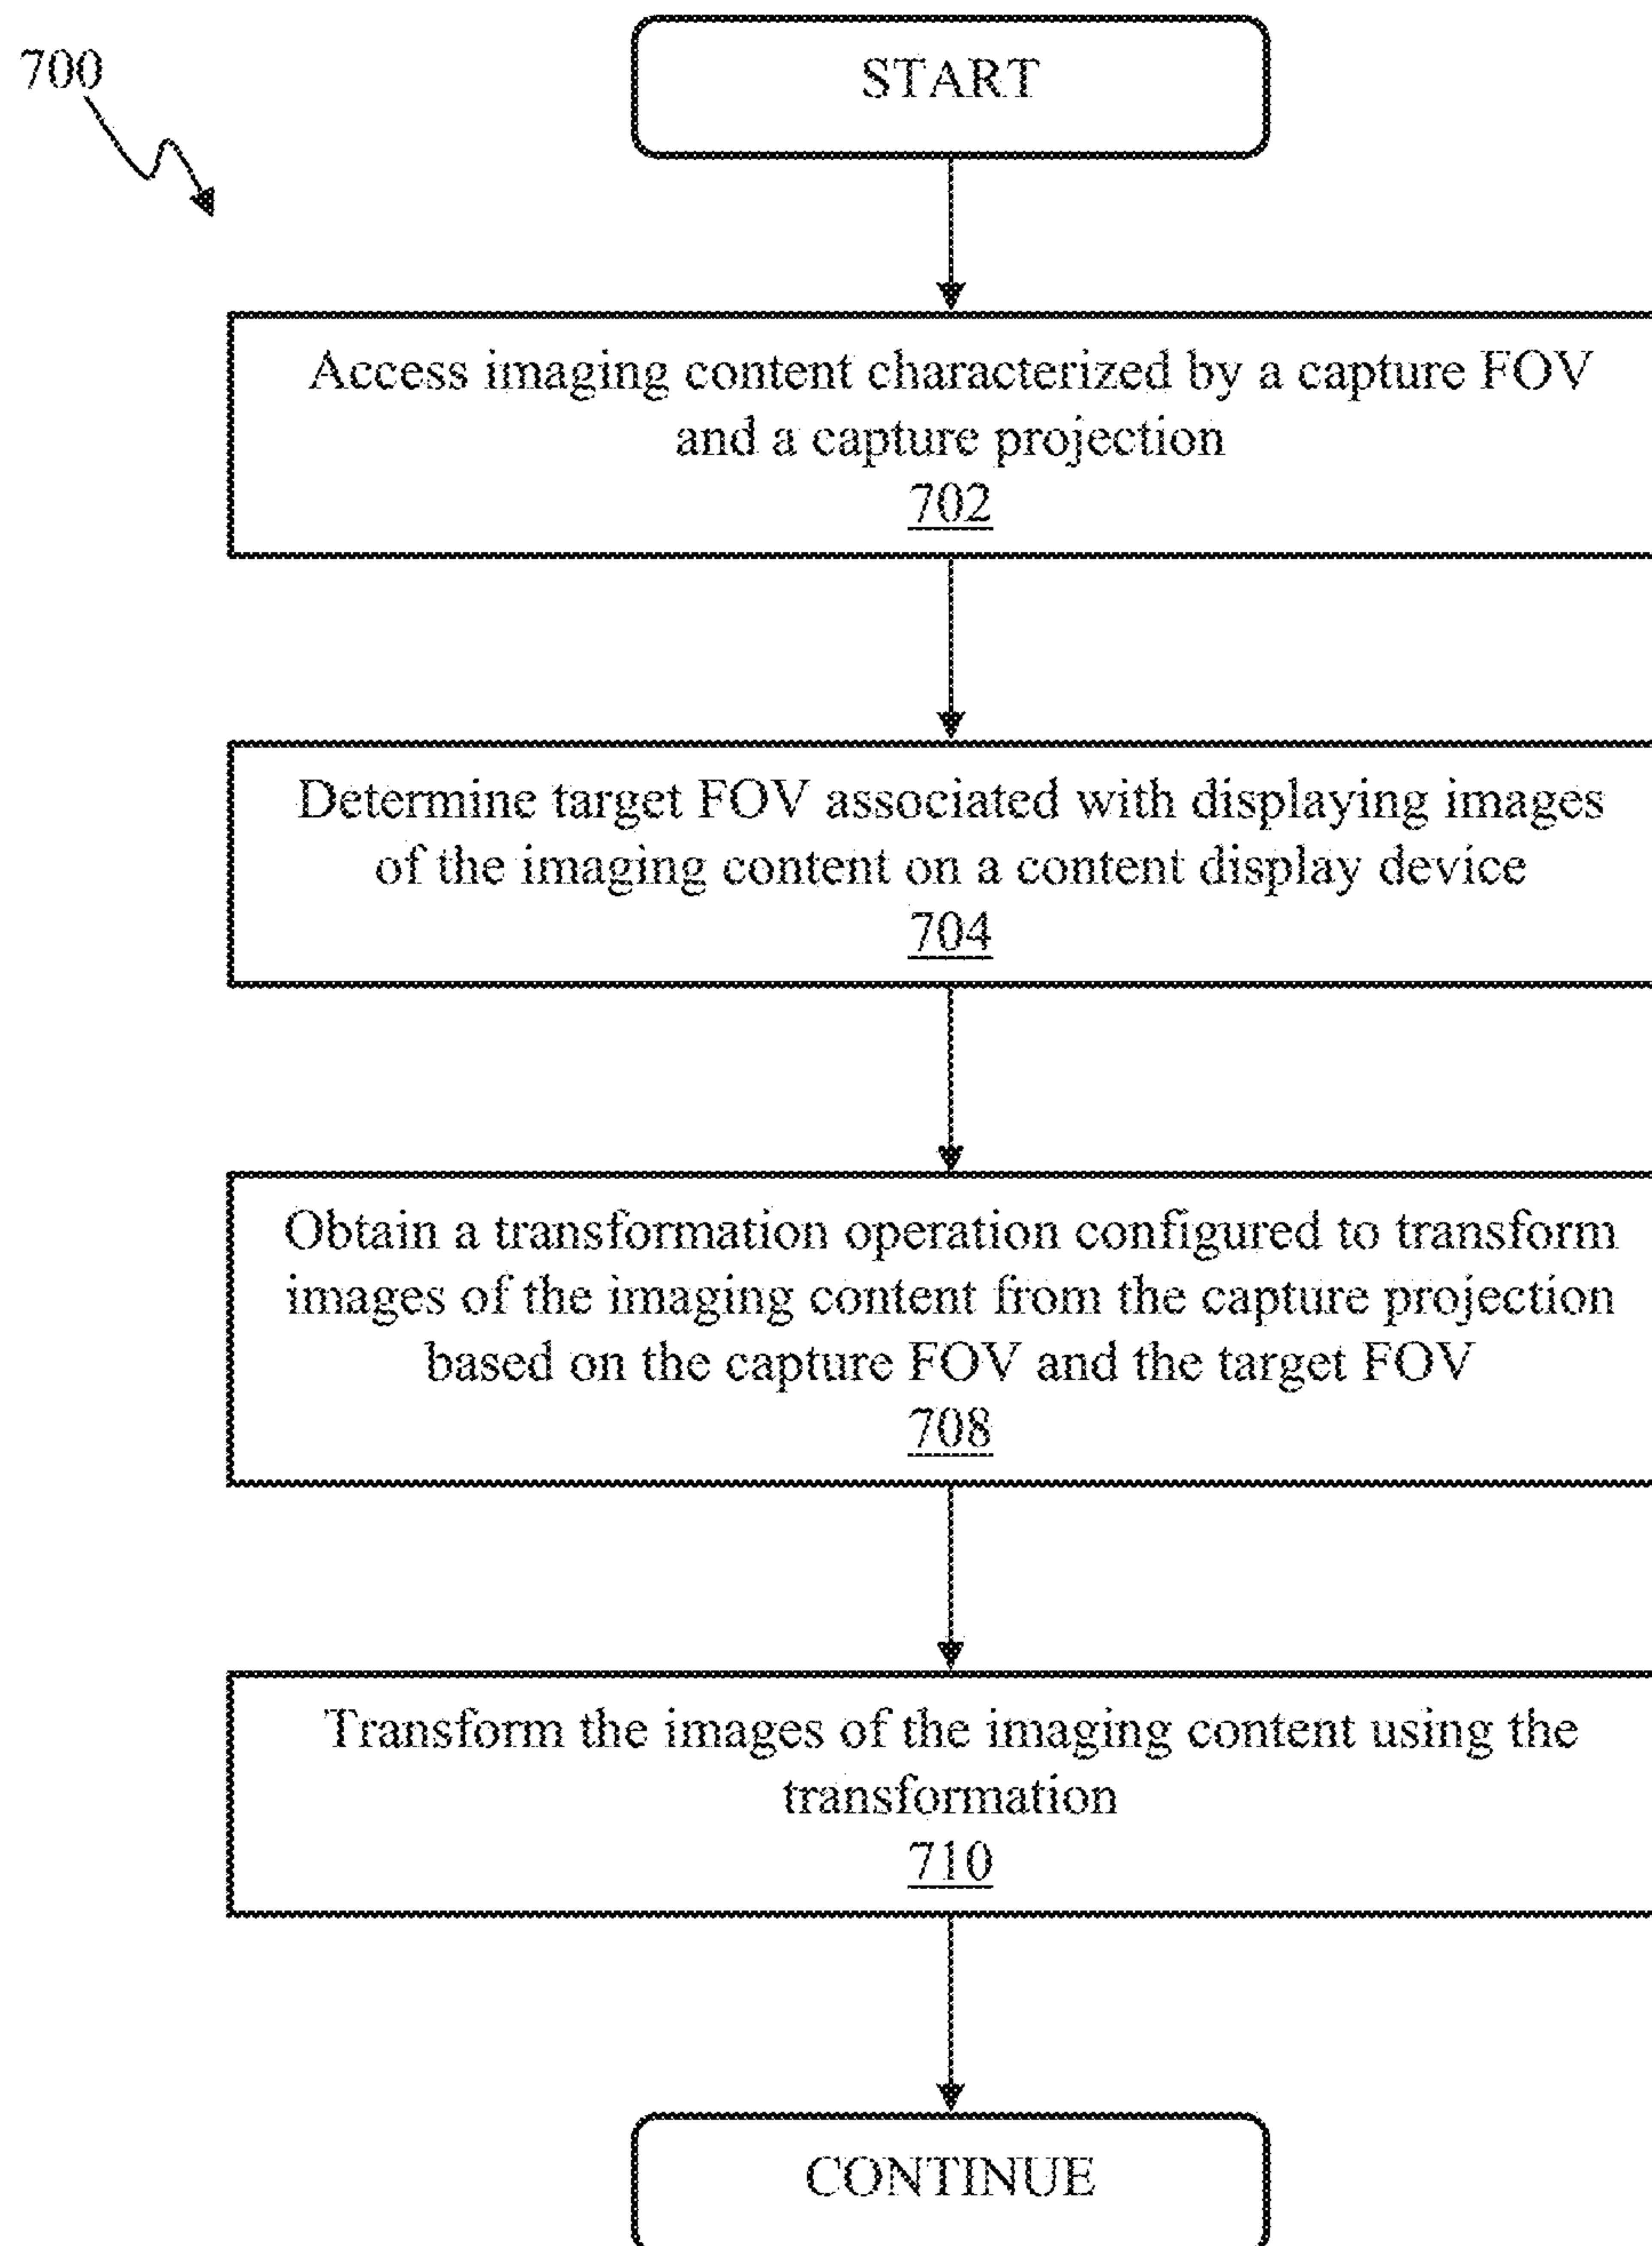 700
START
Access imaging content characterized by a capture FOV
and a capture projection
702
Determine target FOV associated with displaying images
of the imaging content on a content display device
704
Obtain a transformation operation configured to transform
images of the imaging content from the capture projection
based on the capture FOV and the target FOV
708
Transform the images of the imaging content using the
transformation
710
CONTINUE